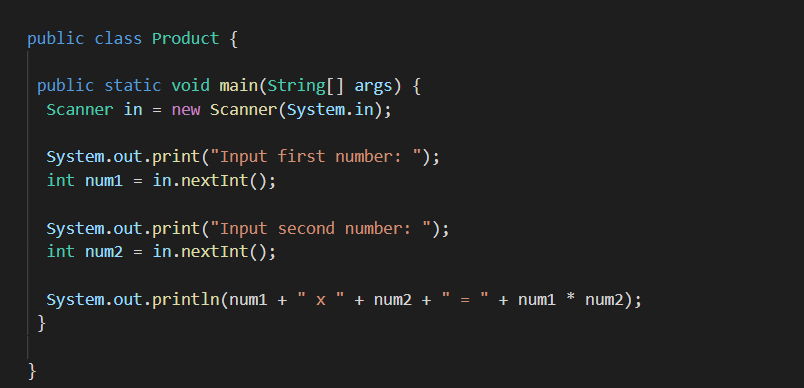 public class Product {
public static void main(String[] args) {
Scanner in = new Scanner(System.in);
System.out.print("Input first number: ");
int num1 = in.nextInt();
System.out.print("Input second number: ");
int num2 = in.nextInt();
System.out.println(num1 + " x " + num2 + " = " + num1 * num2);
}
}